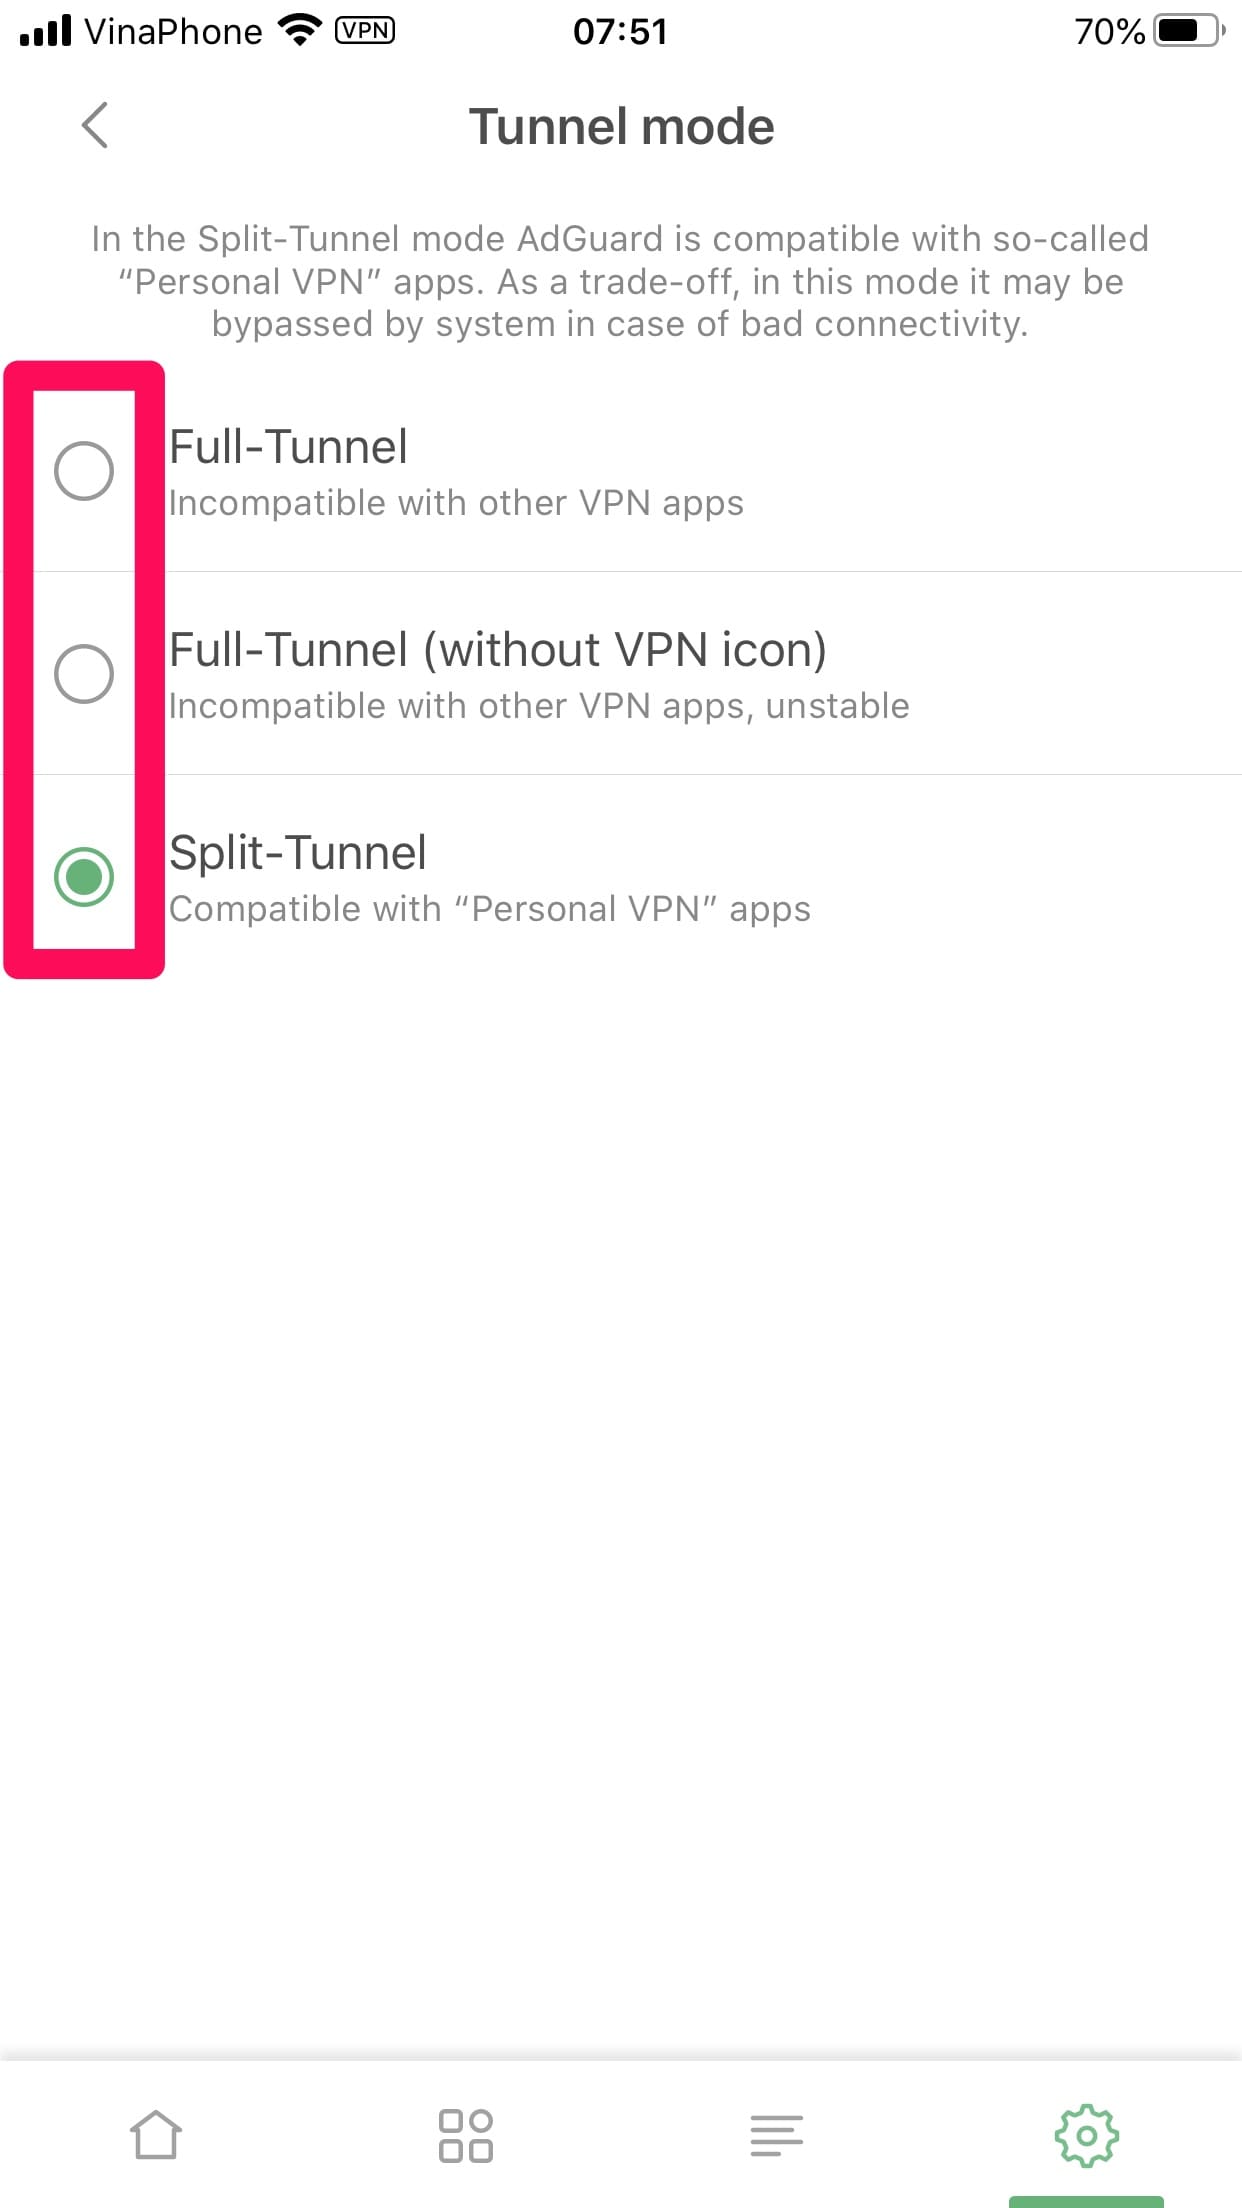 VinaPhone VPN 07:51 70%
Tunnel mode
In the Split-Tunnel mode AdGuard is compatible with so-called
“Personal VPN” apps. As a trade-off, in this mode it may be
bypassed by system in case of bad connectivity.
Full-Tunnel
Incompatible with other VPN apps
Full-Tunnel (without VPN icon)
Incompatible with other VPN apps, unstable
Split-Tunnel
Compatible with “Personal VPN” apps